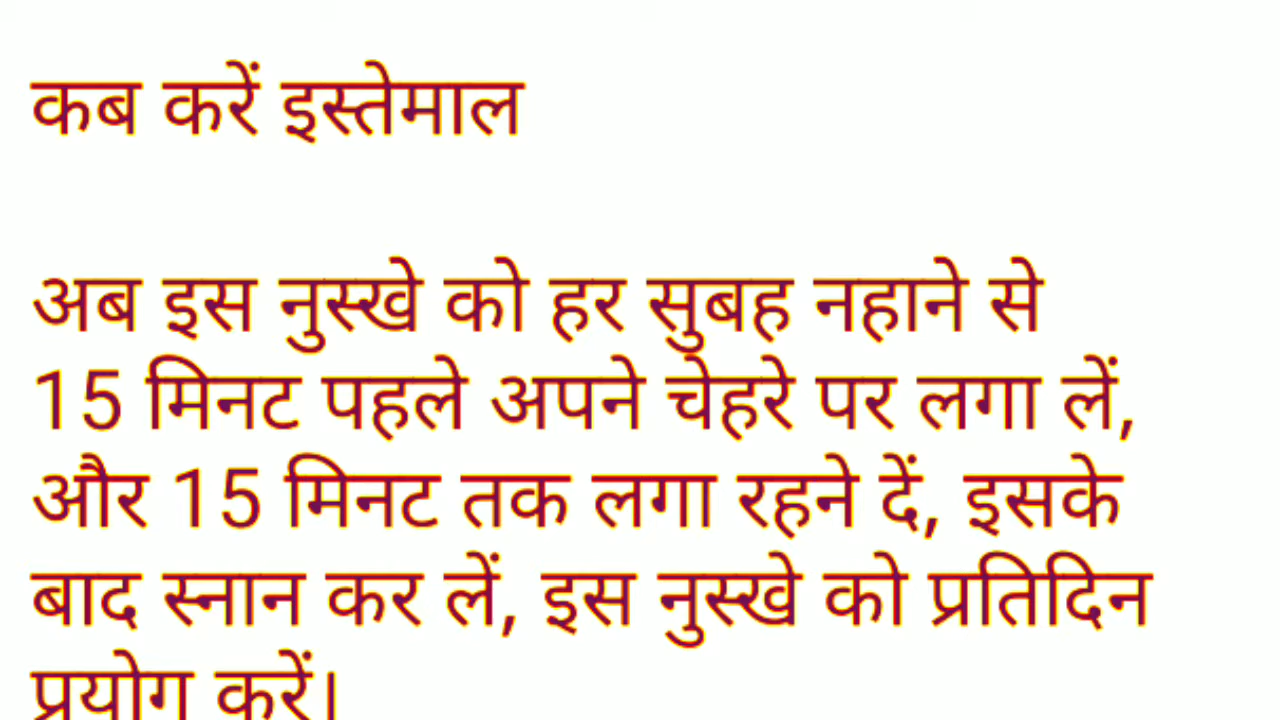 कब करें इस्तेमाल
अब इस नुस्खे को हर सुबह नहाने से
15 मिनट पहले अपने चेहरे पर लगा लें,
और 15 मिनट तक लगा रहने दें, इसके
बाद स्नान कर लें, इस नुस्खे को प्रतिदिन
प्रयोग करें।